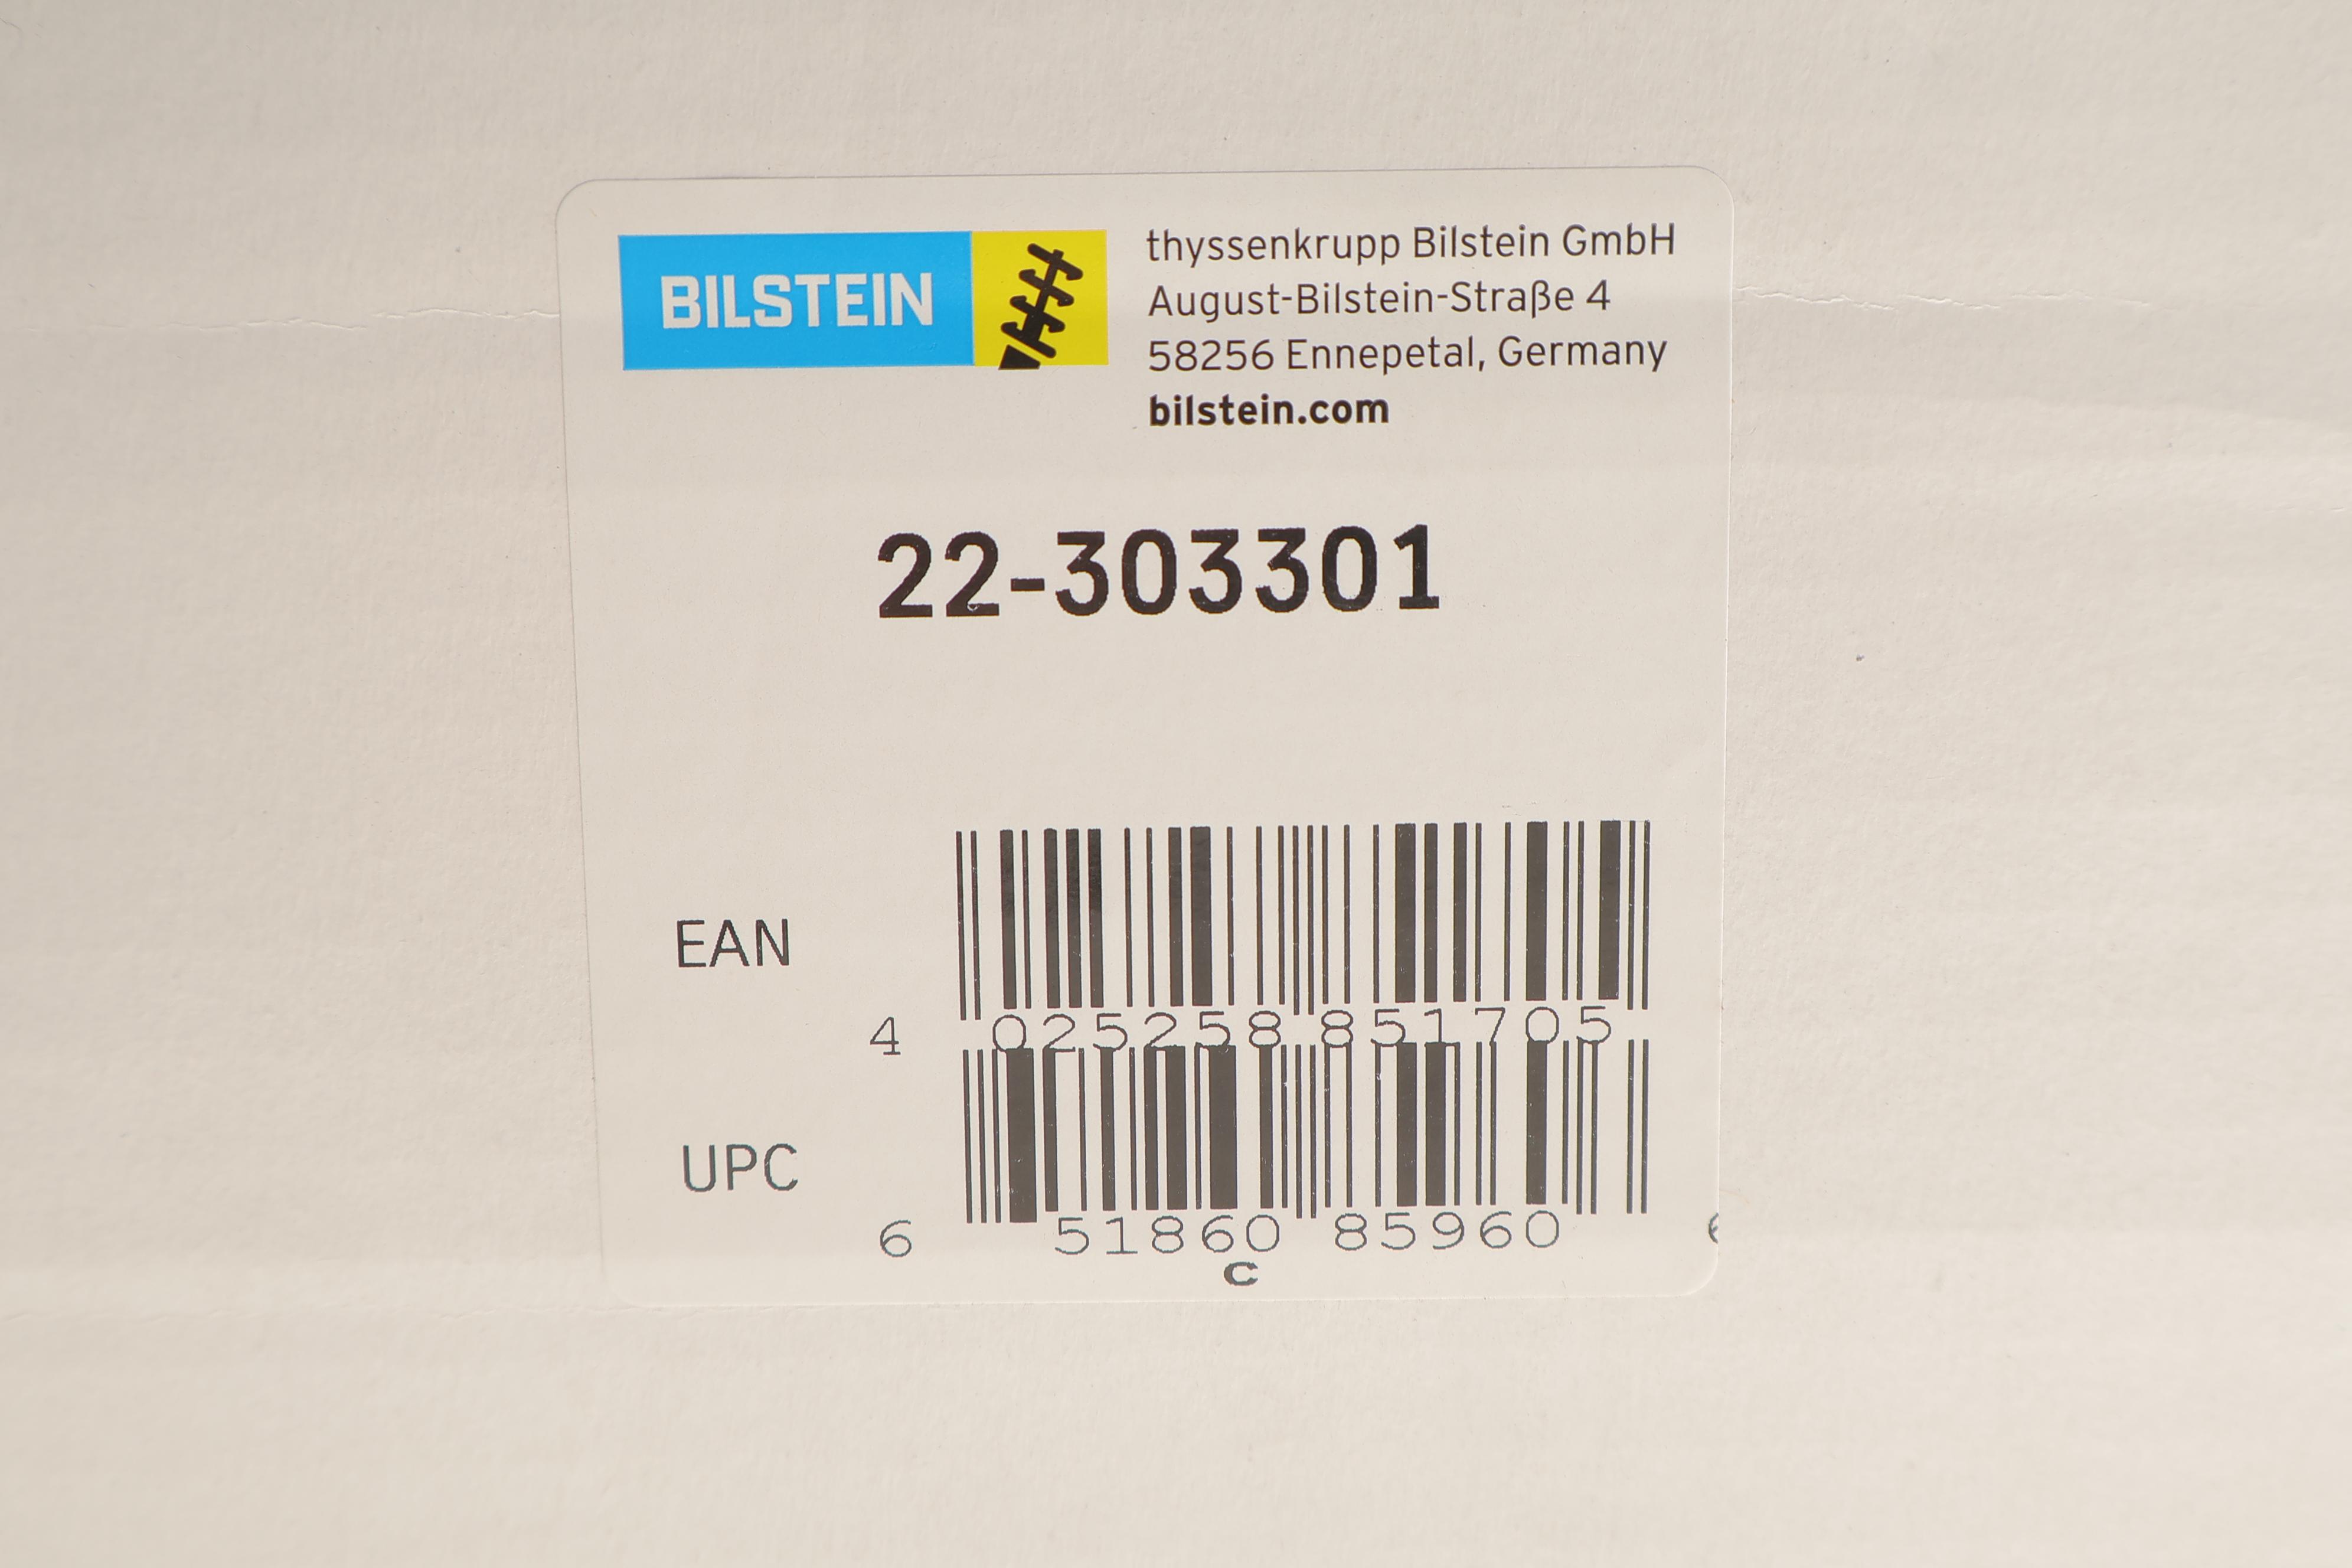 BILSTEIN
thyssenkrupp Bilstein GmbH
August-Bilstein-Straße 4
58256 Ennepetal, Germany
bilstein.com
22-303301
EAN
4 025258 851705
UPC
6 51860 85960 6
C